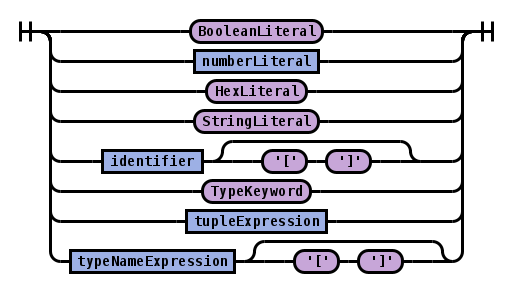 BooleanLiteral
numberLiteral
HexLiteral
StringLiteral
identifier '[' ']'
TypeKeyword
tupleExpression
typeNameExpression '[' ']'